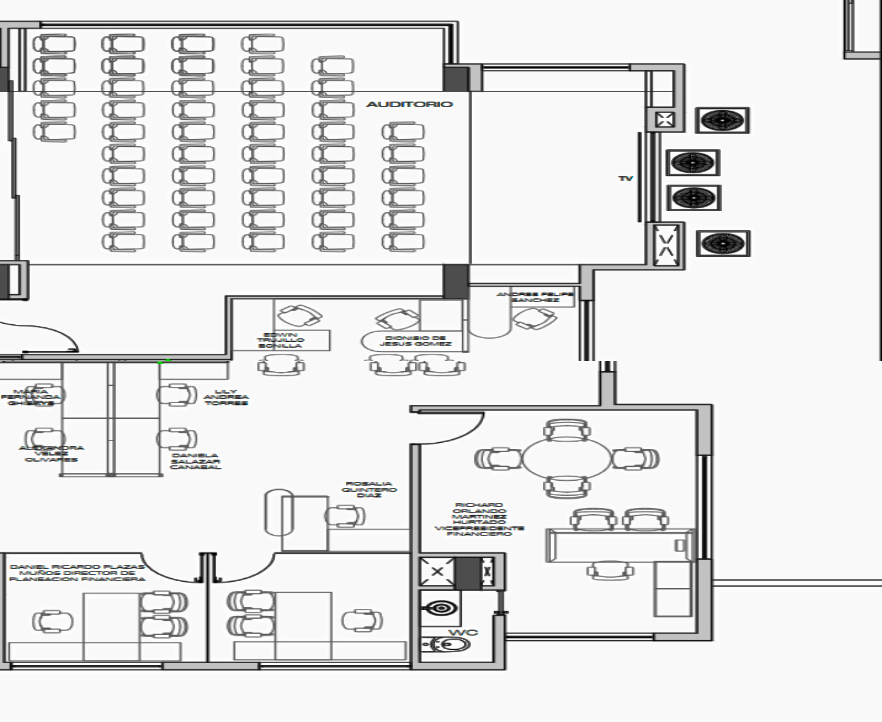 AUDITORIO
TV
ANDRES FELIPE
SANCHEZ
EDWIN
TRUJILLO
BONILLA
DIONISIO DE
JESUS GOMEZ
MARIA
FERNANDA
LILY
ANDREA
TORRES
ALEJANDRA
VELEZ
OLIVARES
DANIELA
SALAZAR
CANABAL
ROSALIA
QUINTERO
DIAZ
RICHARD
ORLANDO
MARTINEZ
HURTADO
VICEPRESIDENTE
FINANCIERO
DANIEL RICARDO PLAZAS
MUÑOS DIRECTOR DE
PLANEACION FINANCIERA
WC